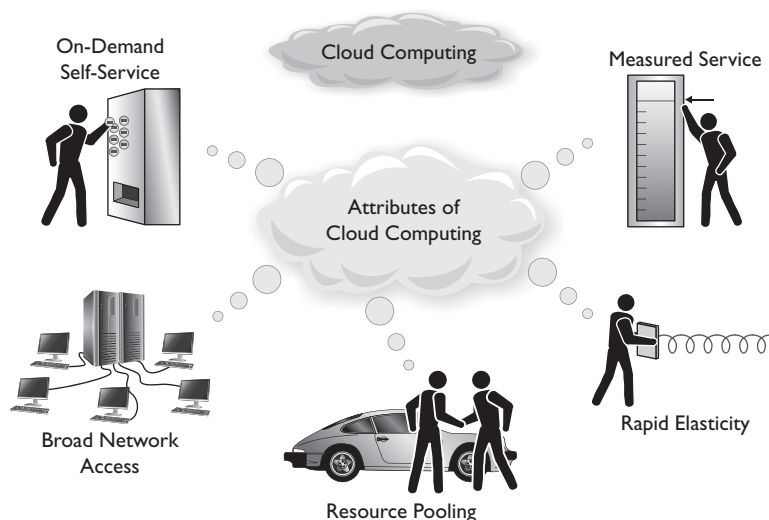 Cloud Computing
On-Demand
Self-Service
Measured Service
Attributes of
Cloud Computing
Broad Network
Access
Rapid Elasticity
Resource Pooling